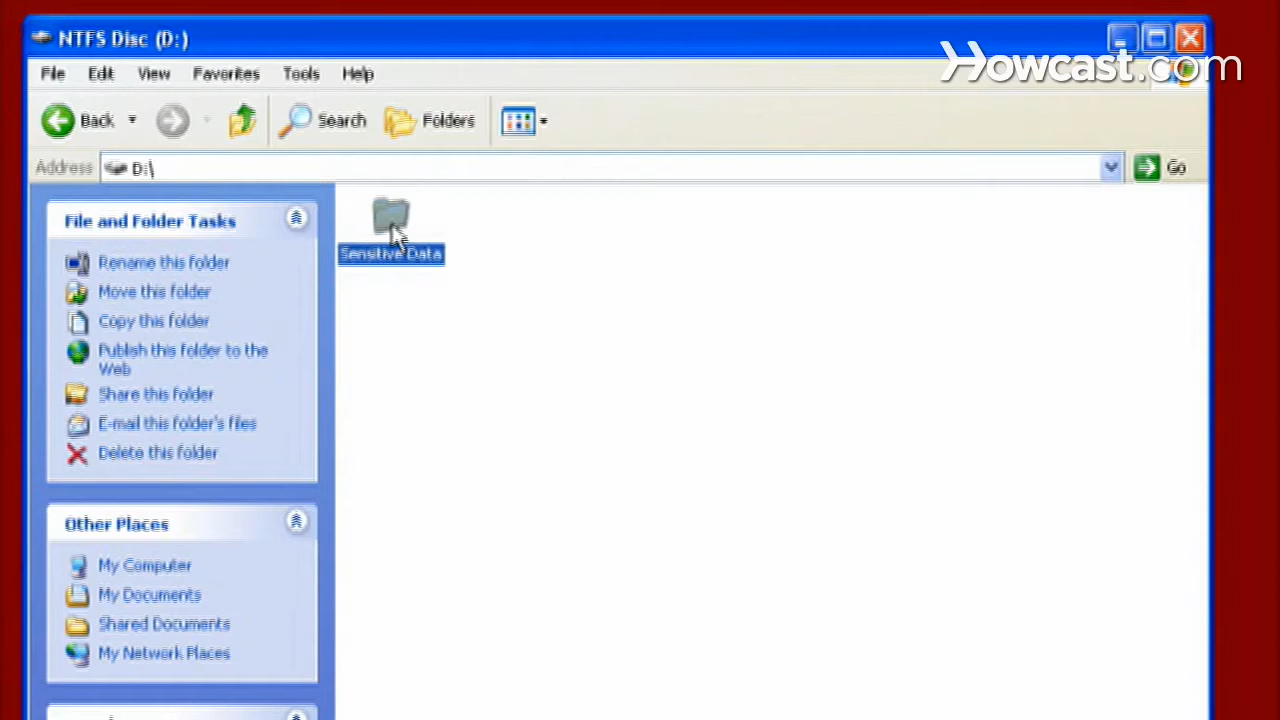 NTFS Disc (D:)
Howcast.com
File Edit View Favorites Tools Help
Back Search Folders
Address D:\ Go
File and Folder Tasks
Sensitive Data
Rename this folder
Move this folder
Copy this folder
Publish this folder to the
Web
Share this folder
E-mail this folder's files
Delete this folder
Other Places
My Computer
My Documents
Shared Documents
My Network Places